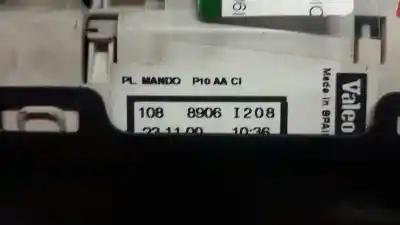 PL. MANDO P10 AA CI
108 8906 I208
23.11.00 10:36
Valeo
Made in SPAIN